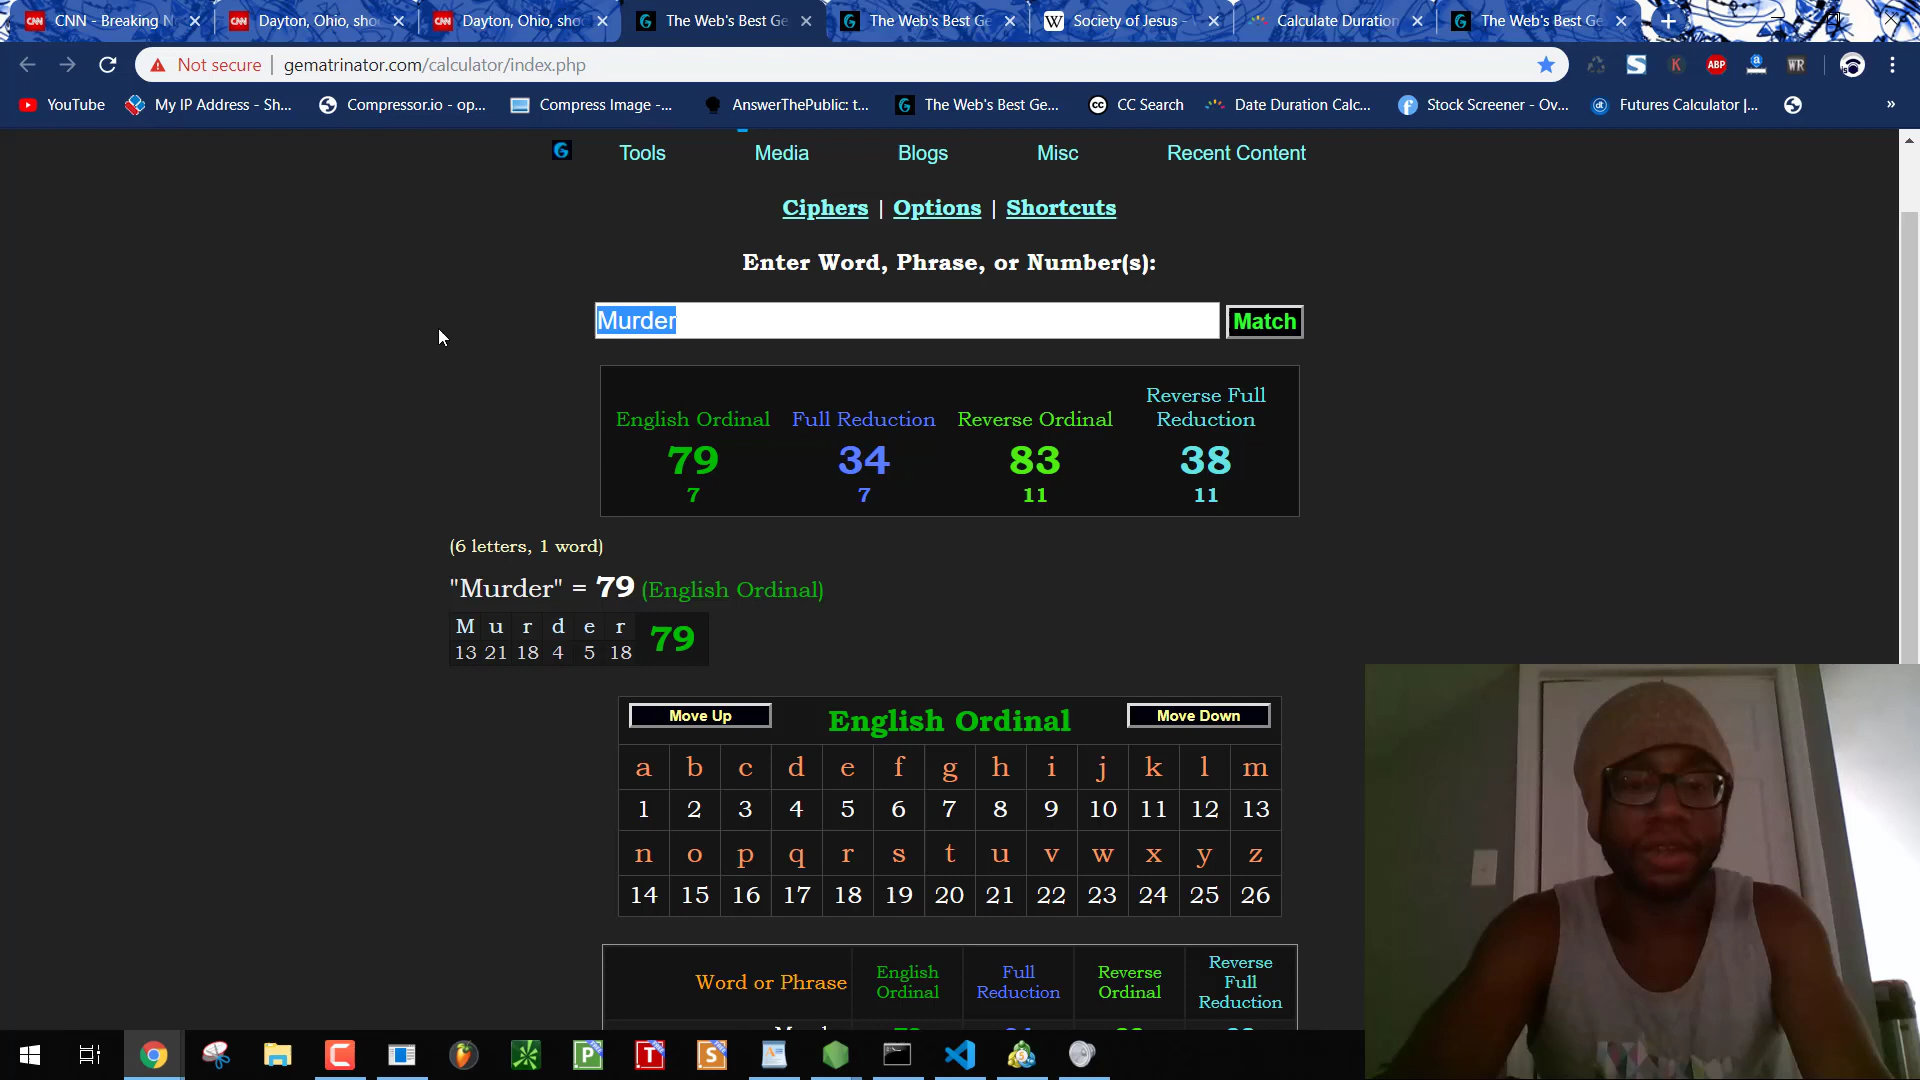 CNN - Breaking N
Dayton, Ohio, sho
Dayton, Ohio, sho
The Web's Best Ge
The Web's Best Ge
Society of Jesus -
Calculate Duration
The Web's Best Ge
Not secure | gematrinator.com/calculator/index.php
ABP
WR
YouTube
My IP Address - Sh...
Compressor.io - op...
Compress Image -...
AnswerThePublic: t...
The Web's Best Ge...
CC Search
Date Duration Calc...
Stock Screener - Ov...
Futures Calculator |...
»
Tools Media Blogs Misc Recent Content
Ciphers | Options | Shortcuts
Enter Word, Phrase, or Number(s):
Murder Match
English Ordinal Full Reduction Reverse Ordinal Reverse Full Reduction
79 34 83 38
7 7 11 11
(6 letters, 1 word)
"Murder" = 79 (English Ordinal)
M u r d e r 79
13 21 18 4 5 18
Move Up English Ordinal Move Down
a b c d e f g h i j k l m
1 2 3 4 5 6 7 8 9 10 11 12 13
n o p q r s t u v w x y z
14 15 16 17 18 19 20 21 22 23 24 25 26
Word or Phrase English Ordinal Full Reduction Reverse Ordinal Reverse Full Reduction